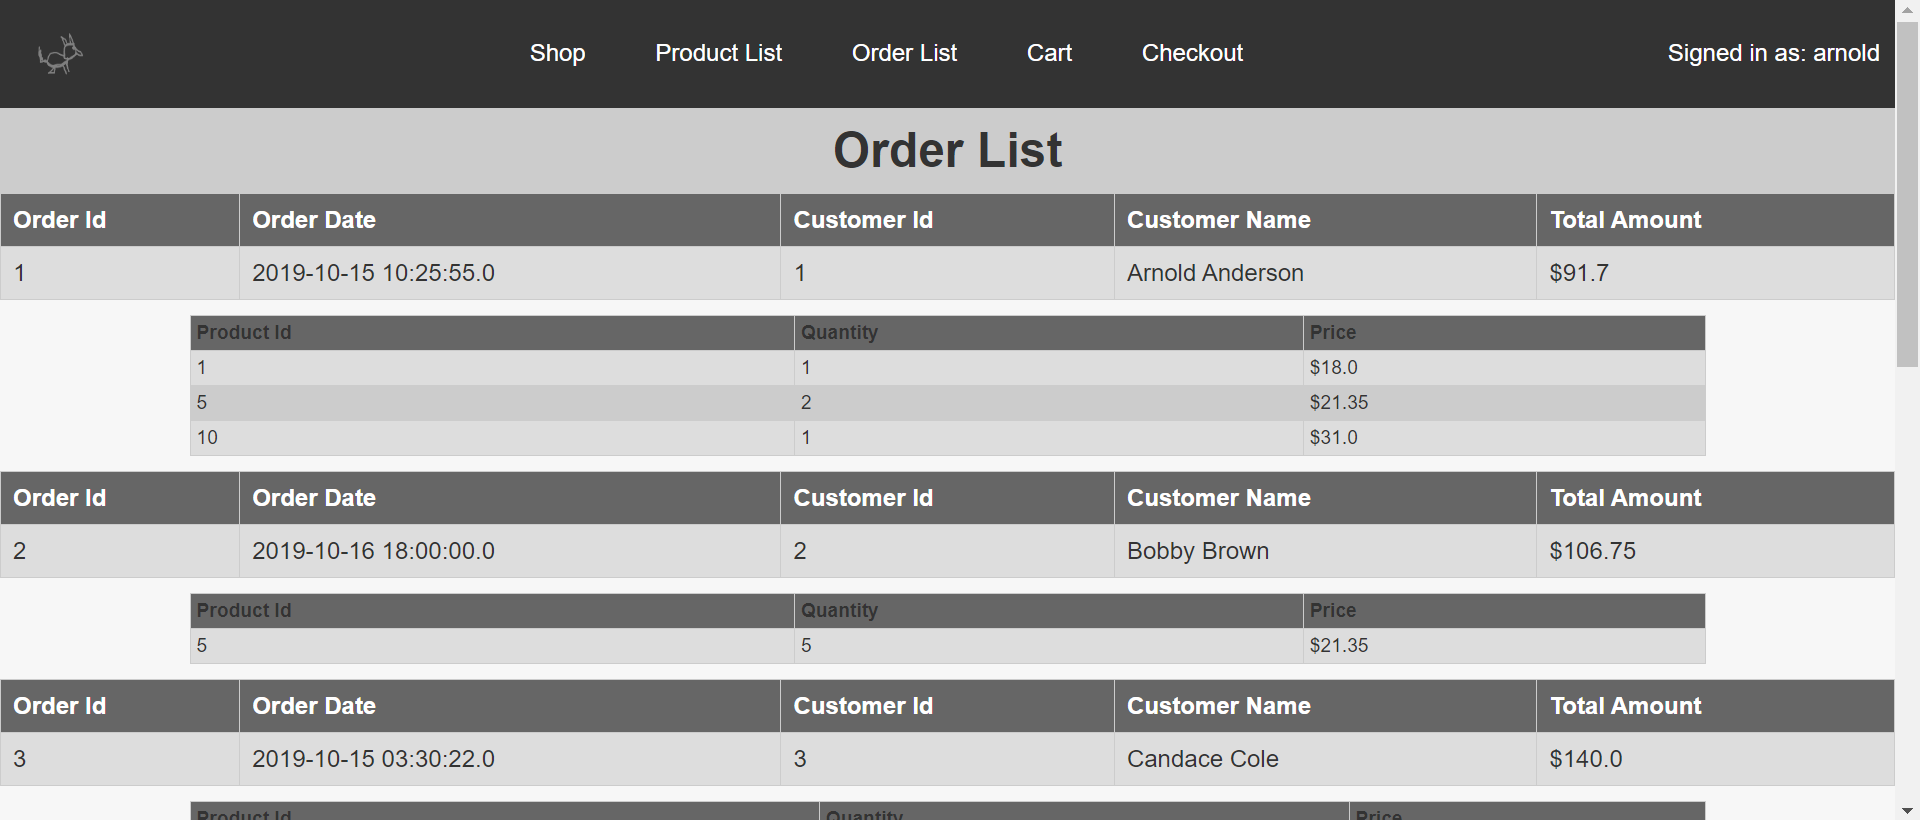 Shop Product List Order List Cart Checkout Signed in as: arnold
Order List
Order Id Order Date Customer Id Customer Name Total Amount
1 2019-10-15 10:25:55.0 1 Arnold Anderson $91.7
Product Id Quantity Price
1 1 $18.0
5 2 $21.35
10 1 $31.0
Order Id Order Date Customer Id Customer Name Total Amount
2 2019-10-16 18:00:00.0 2 Bobby Brown $106.75
Product Id Quantity Price
5 5 $21.35
Order Id Order Date Customer Id Customer Name Total Amount
3 2019-10-15 03:30:22.0 3 Candace Cole $140.0
Product Id Quantity Price